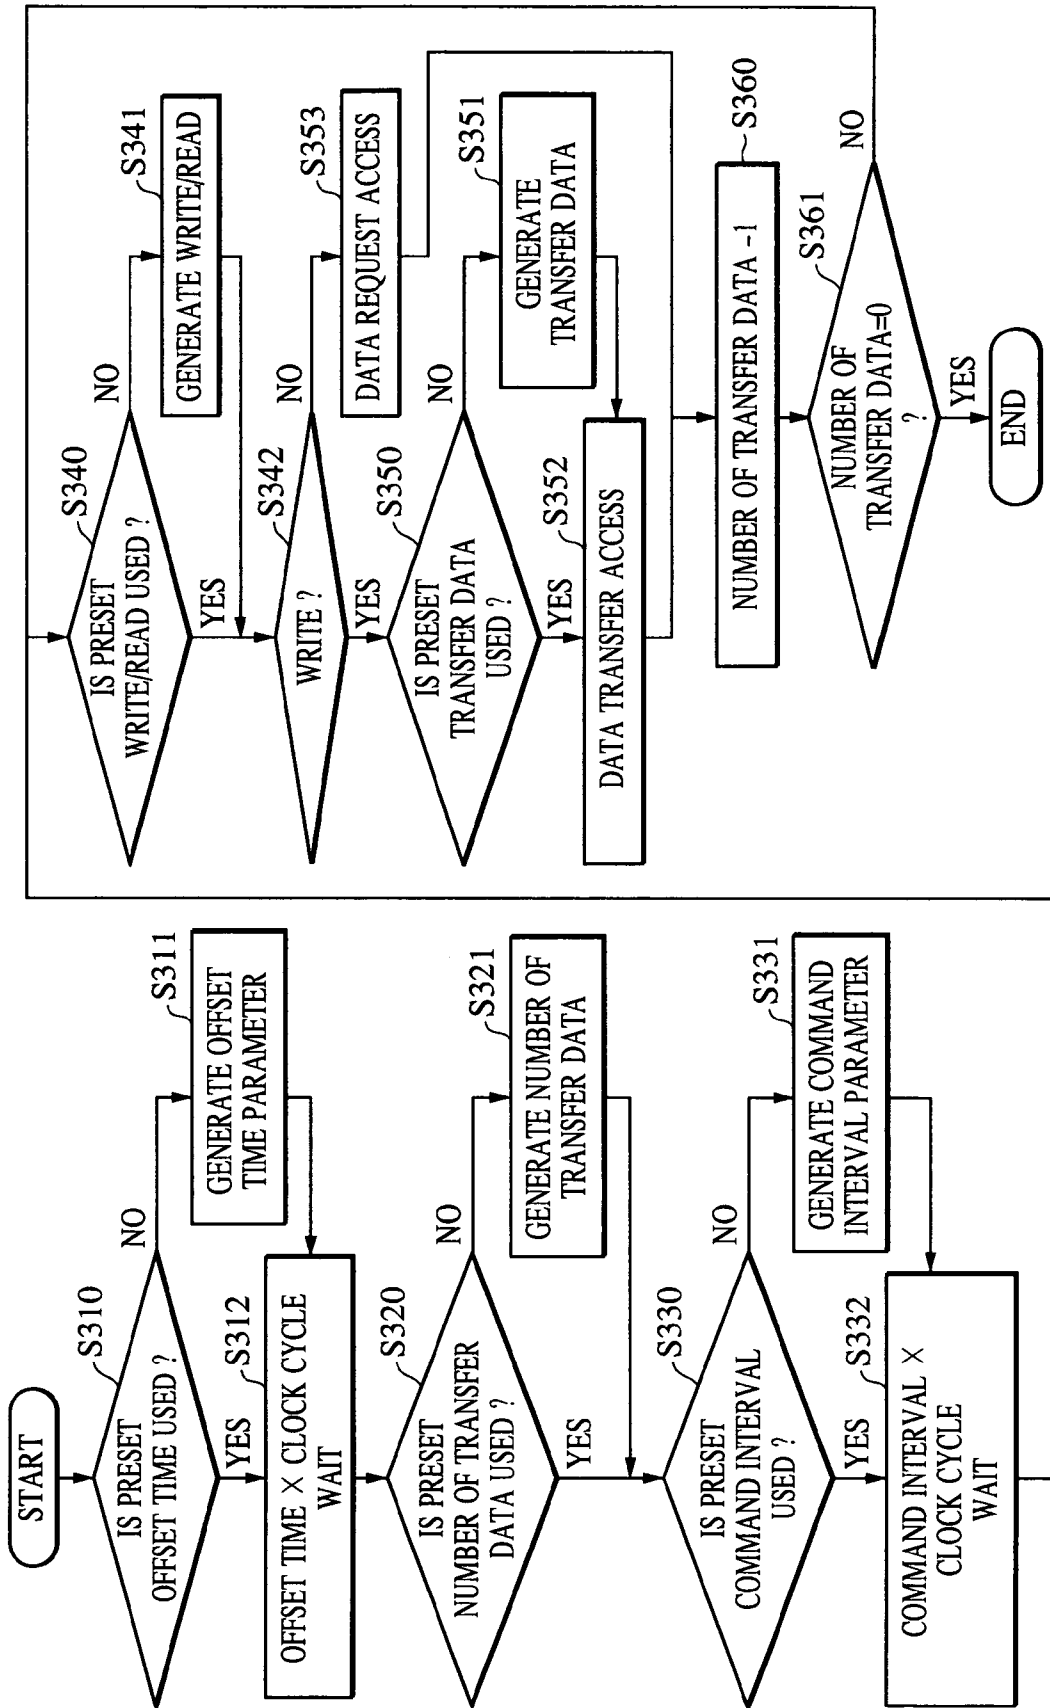 START
S310
IS PRESET
OFFSET TIME USED ?
NO
YES
S311
GENERATE OFFSET
TIME PARAMETER
S312
OFFSET TIME × CLOCK CYCLE
WAIT
S320
IS PRESET
NUMBER OF TRANSFER
DATA USED ?
NO
YES
S321
GENERATE NUMBER OF
TRANSFER DATA
S330
IS PRESET
COMMAND INTERVAL
USED ?
NO
YES
S331
GENERATE COMMAND
INTERVAL PARAMETER
S332
COMMAND INTERVAL ×
CLOCK CYCLE
WAIT
S340
IS PRESET
WRITE/READ USED ?
NO
YES
S341
GENERATE WRITE/READ
S342
WRITE ?
NO
YES
S353
DATA REQUEST ACCESS
S350
IS PRESET
TRANSFER DATA
USED ?
NO
YES
S351
GENERATE
TRANSFER DATA
S352
DATA TRANSFER ACCESS
S360
NUMBER OF TRANSFER DATA -1
S361
NUMBER OF
TRANSFER DATA=0
?
NO
YES
END